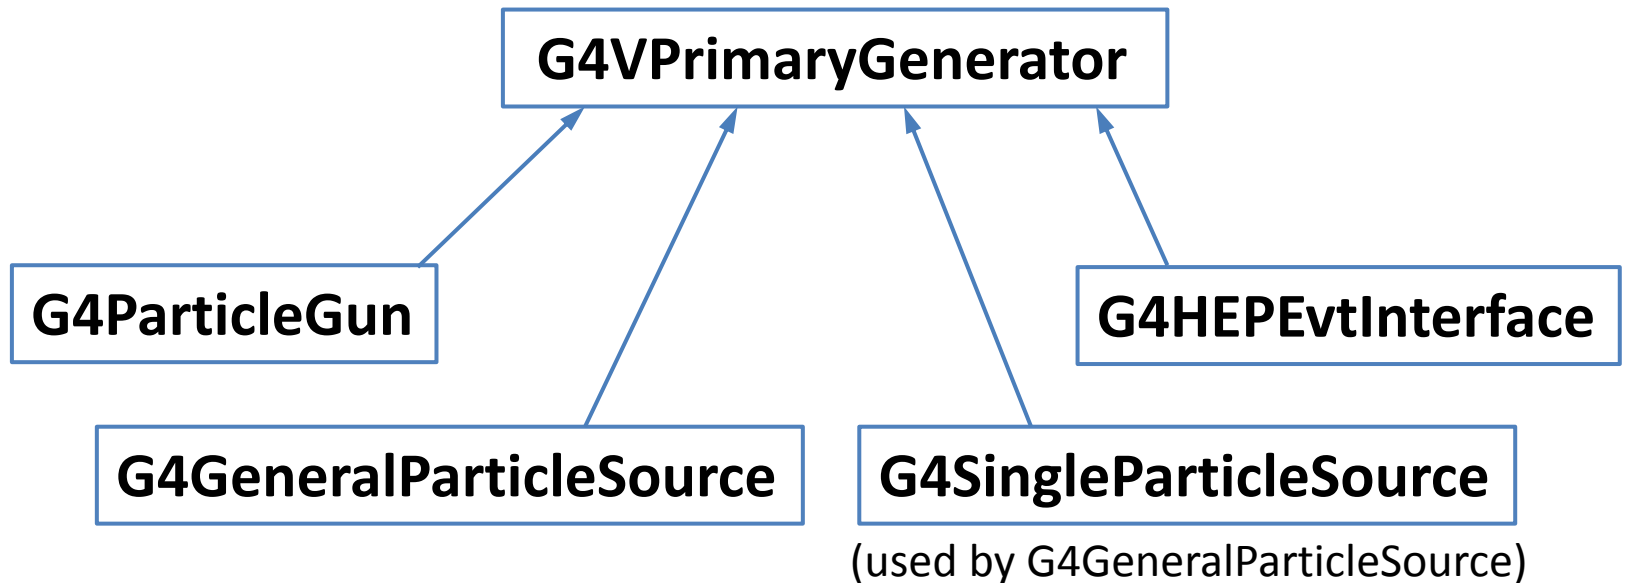 G4VPrimaryGenerator
G4ParticleGun
G4HEPEvtInterface
G4GeneralParticleSource
G4SingleParticleSource
(used by G4GeneralParticleSource)